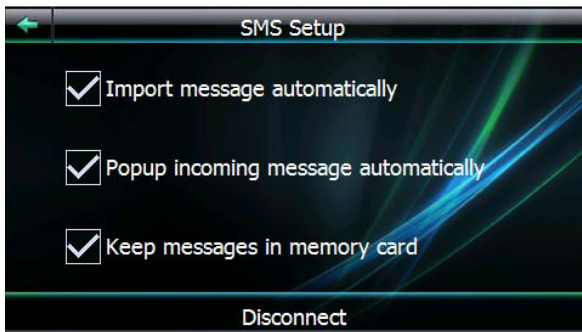 SMS Setup
Import message automatically
Popup incoming message automatically
Keep messages in memory card
Disconnect